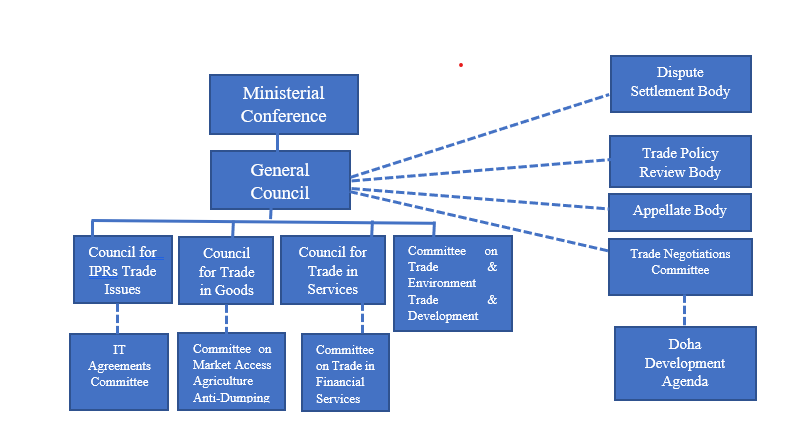 Ministerial
Conference
General
Council
Dispute
Settlement Body
Trade Policy
Review Body
Appellate Body
Trade Negotiations
Committee
Doha
Development
Agenda
Council for
IPRs Trade
Issues
Council
for Trade
in Goods
Council for
Trade in
Services
Committee on
Trade &
Environment
Trade &
Development
IT
Agreements
Committee
Committee on
Market Access
Agriculture
Anti-Dumping
Committee
on Trade in
Financial
Services